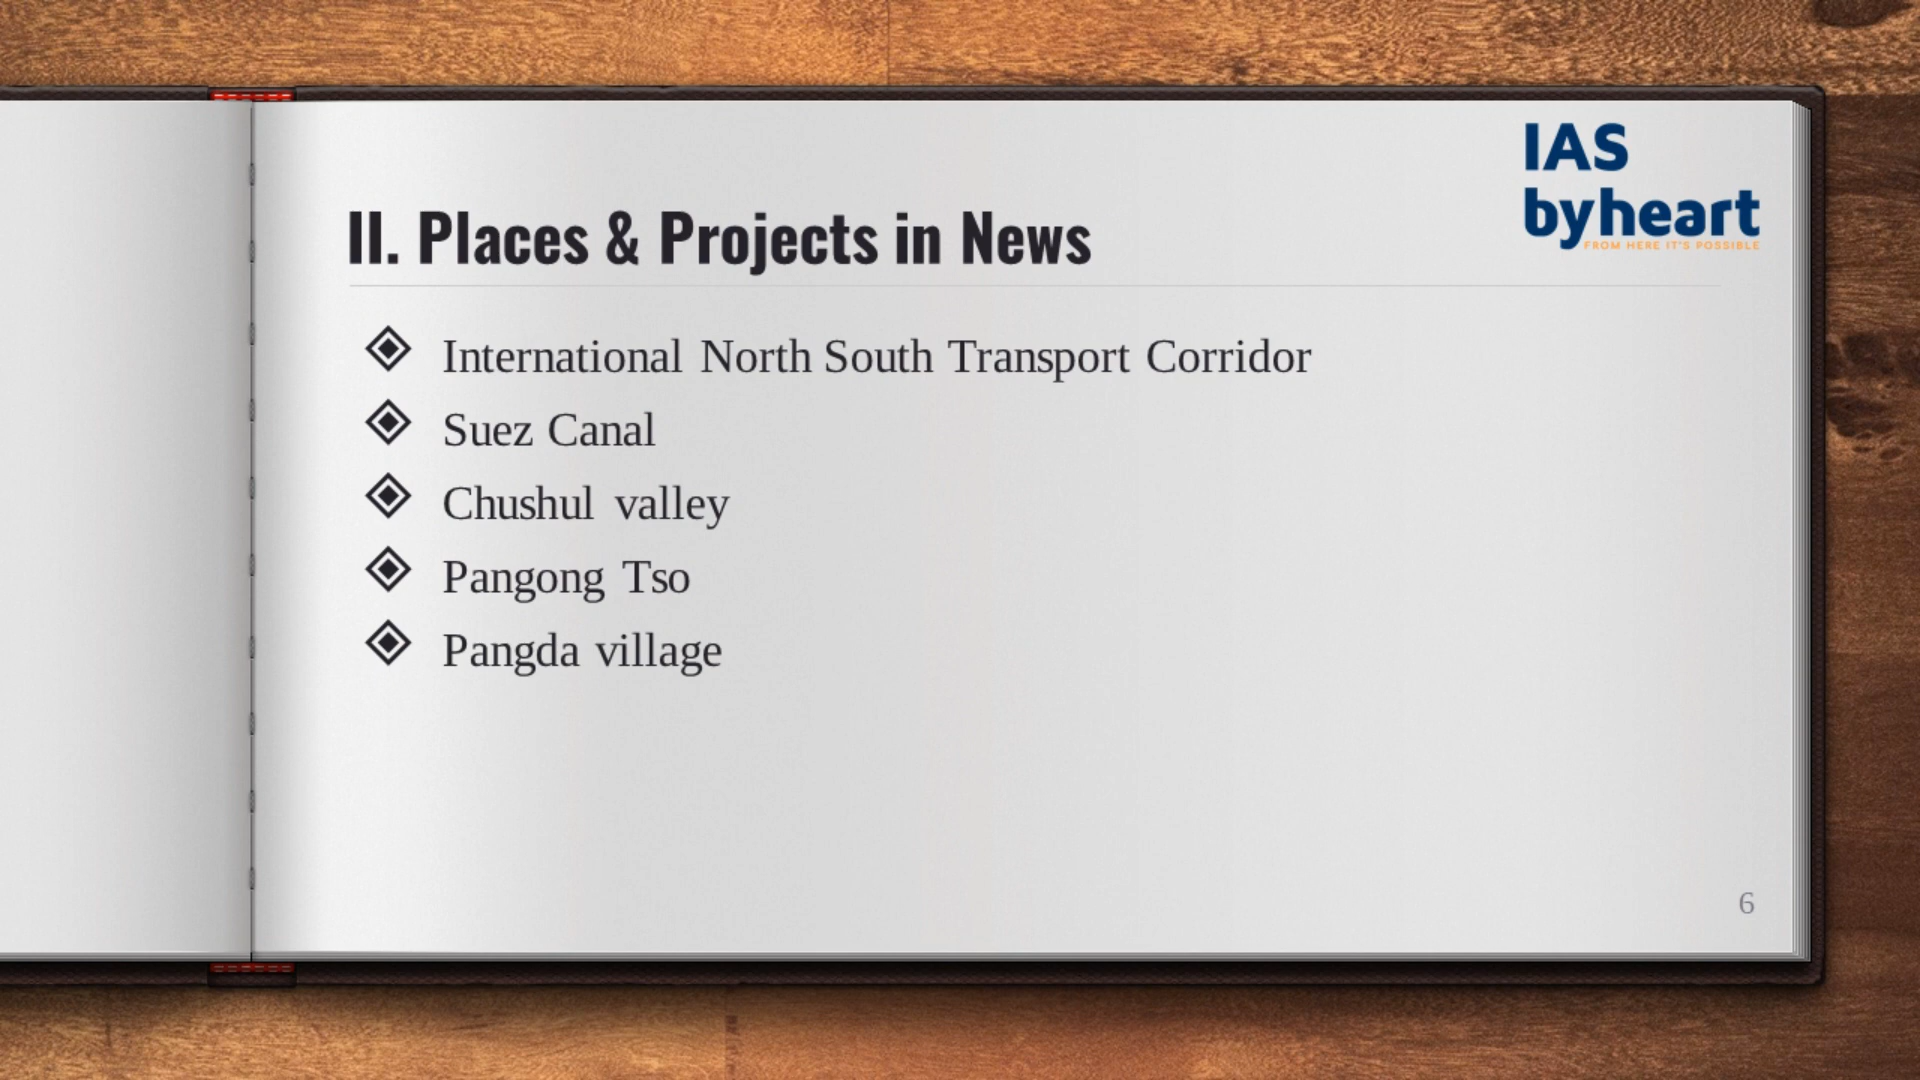 IAS
byheart
FROM HERE IT'S POSSIBLE
II. Places & Projects in News
International North South Transport Corridor
Suez Canal
Chushul valley
Pangong Tso
Pangda village
6